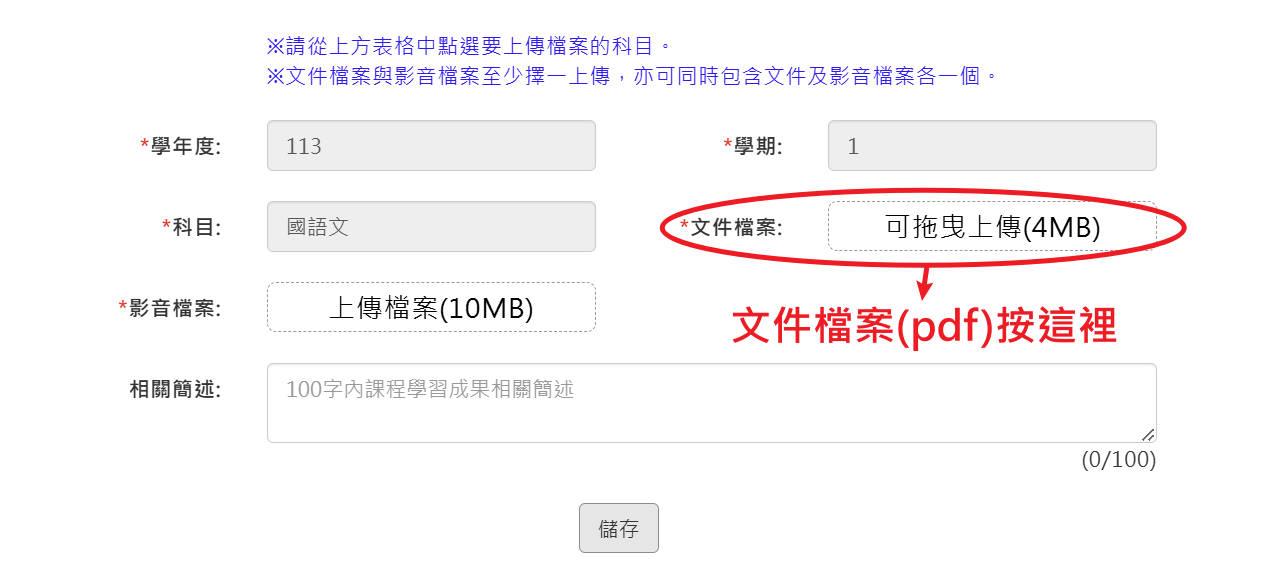 ※請從上方表格中點選要上傳檔案的科目。
※文件檔案與影音檔案至少擇一上傳，亦可同時包含文件及影音檔案各一個。
*學年度: 113 *學期: 1
*科目: 國語文 *文件檔案: 可拖曳上傳(4MB)
*影音檔案: 上傳檔案(10MB)
文件檔案(pdf)按這裡
相關簡述: 100字內課程學習成果相關簡述
(0/100)
儲存